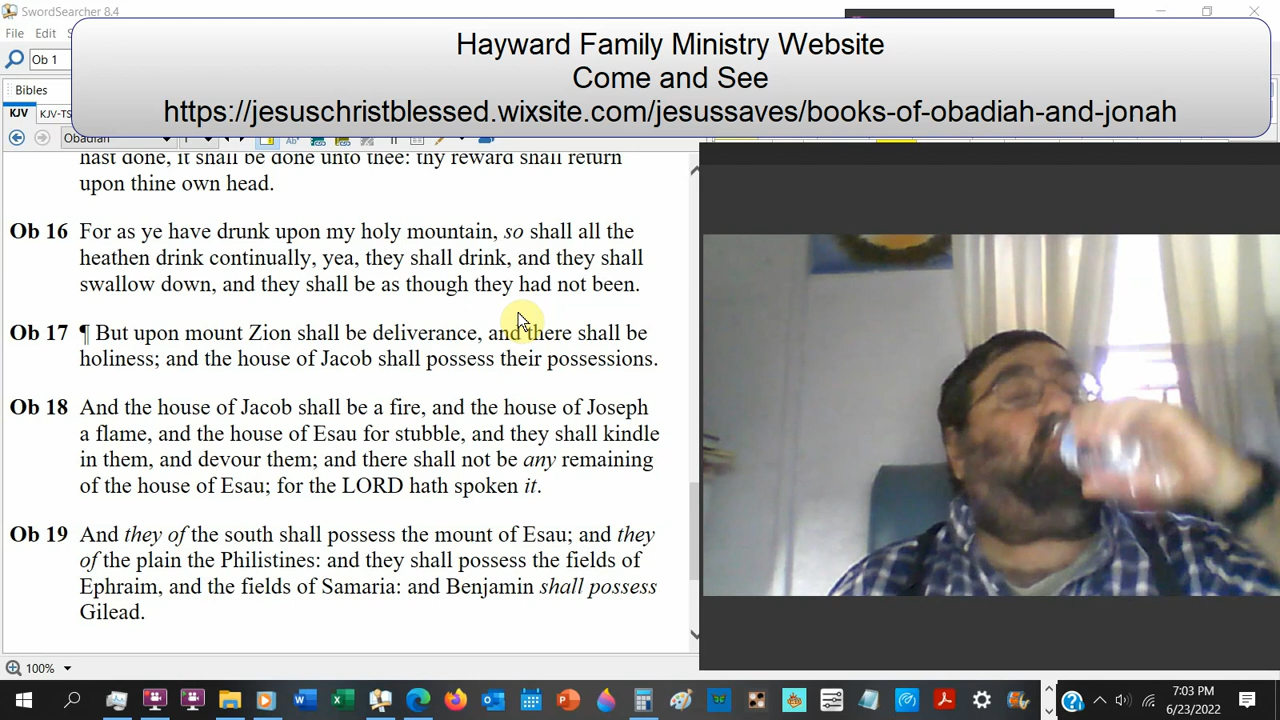 SwordSearcher 8.4
File Edit S
Hayward Family Ministry Website
Come and See
https://jesuschristblessed.wixsite.com/jesussaves/books-of-obadiah-and-jonah
Ob 1
Bibles
KJV KJV-TS
Obadiah
hast done, it shall be done unto thee: thy reward shall return
upon thine own head.
Ob 16 For as ye have drunk upon my holy mountain, so shall all the
heathen drink continually, yea, they shall drink, and they shall
swallow down, and they shall be as though they had not been.
Ob 17 ¶ But upon mount Zion shall be deliverance, and there shall be
holiness; and the house of Jacob shall possess their possessions.
Ob 18 And the house of Jacob shall be a fire, and the house of Joseph
a flame, and the house of Esau for stubble, and they shall kindle
in them, and devour them; and there shall not be any remaining
of the house of Esau; for the LORD hath spoken it.
Ob 19 And they of the south shall possess the mount of Esau; and they
of the plain the Philistines: and they shall possess the fields of
Ephraim, and the fields of Samaria: and Benjamin shall possess
Gilead.
100%
7:03 PM
6/23/2022